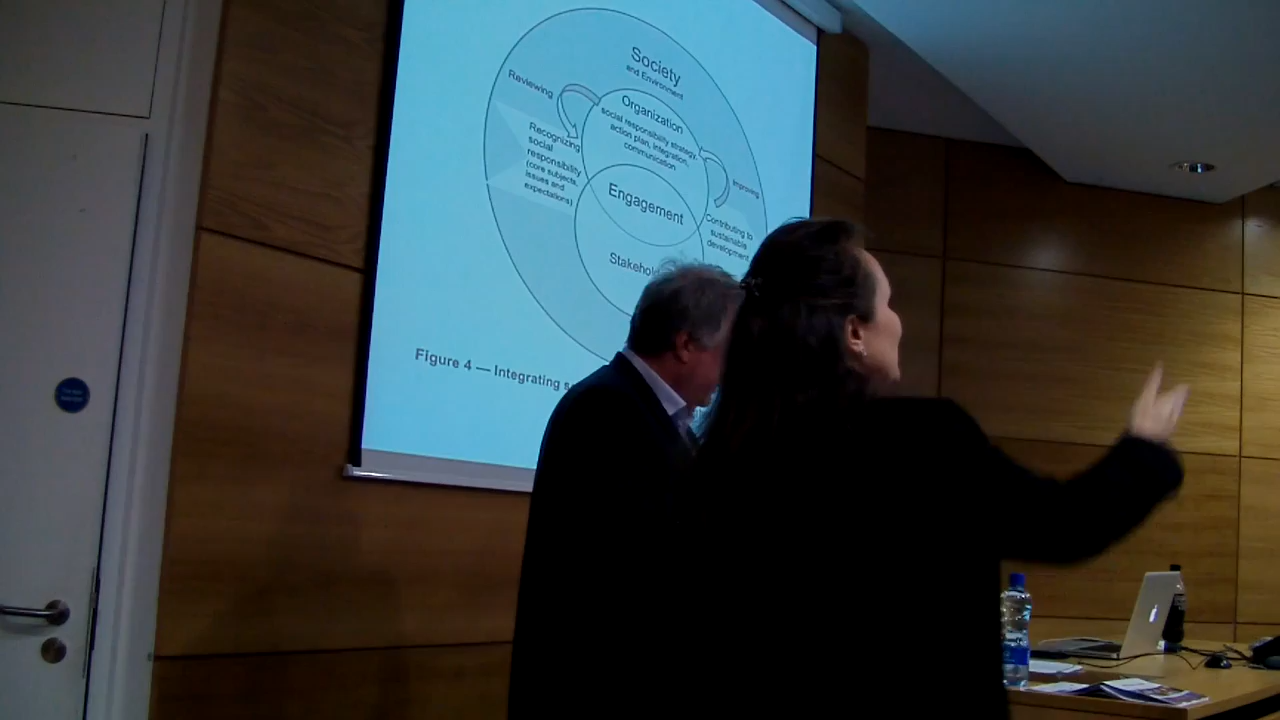 Society
and Environment
Reviewing
Organization
social responsibility strategy,
action plan, integration,
communication
Recognizing
social
responsibility
(core subjects,
issues and
expectations)
Improving
Engagement
Contributing to
sustainable
development
Figure 4 — Integrating